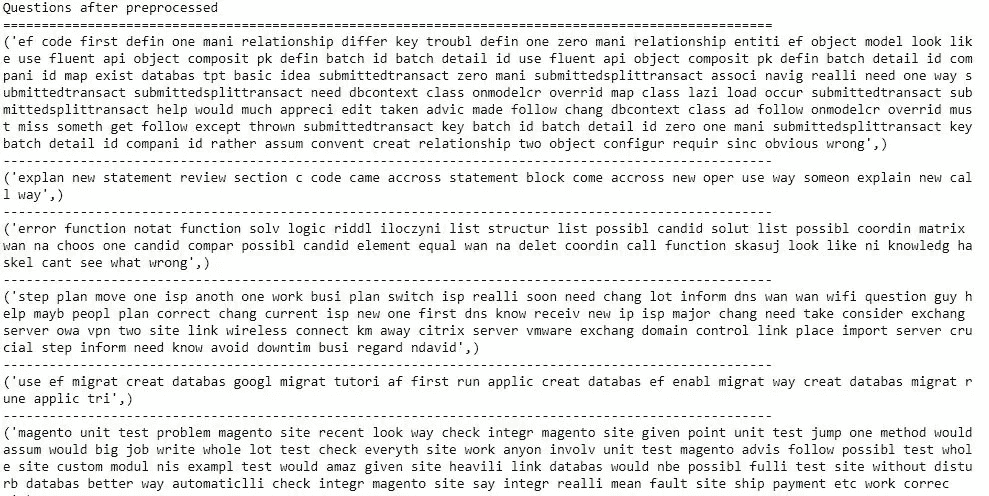 Questions after preprocessed
====================================================================================================
('ef code first defin one mani relationship differ key troubl defin one zero mani relationship entiti ef object model look lik
e use fluent api object composit pk defin batch id batch detail id use fluent api object composit pk defin batch detail id com
pani id map exist databas tpt basic idea submittedtransact zero mani submittedsplittransact associ navig realli need one way s
ubmittedtransact submittedsplittransact need dbcontext class onmodelcr overrid map class lazi load occur submittedtransact sub
mittedsplittransact help would much appreci edit taken advic made follow chang dbcontext class ad follow onmodelcr overrid mus
t miss someth get follow except thrown submittedtransact key batch id batch detail id zero one mani submittedsplittransact key
batch detail id compani id rather assum convent creat relationship two object configur requir sinc obvious wrong',)
----------------------------------------------------------------------------------------------------
('explan new statement review section c code came accross statement block come accross new oper use way someon explain new cal
l way',)
----------------------------------------------------------------------------------------------------
('error function notat function solv logic riddl iloczyni list structur list possibl candid solut list possibl coordin matrix
wan na choos one candid compar possibl candid element equal wan na delet coordin call function skasuj look like ni knowledg ha
skel cant see what wrong',)
----------------------------------------------------------------------------------------------------
('step plan move one isp anoth one work busi plan switch isp realli soon need chang lot inform dns wan wan wifi question guy h
elp mayb peopl plan correct chang current isp new one first dns know receiv new ip isp major chang need take consider exchang
server owa vpn two site link wireless connect km away citrix server vmware exchang domain control link place import server cru
cial step inform need know avoid downtim busi regard ndavid',)
----------------------------------------------------------------------------------------------------
('use ef migrat creat databas googl migrat tutori af first run applic creat databas ef enabl migrat way creat databas migrat r
une applic tri',)
----------------------------------------------------------------------------------------------------
('magento unit test problem magento site recent look way check integr magento site given point unit test jump one method would
assum would big job write whole lot test check everyth site work anyon involv unit test magento advis follow possibl test whol
e site custom modul nis exampl test would amaz given site heavili link databas would nbe possibl fulli test site without distu
rb databas better way automaticlli check integr magento site say integr realli mean fault site ship payment etc work correc